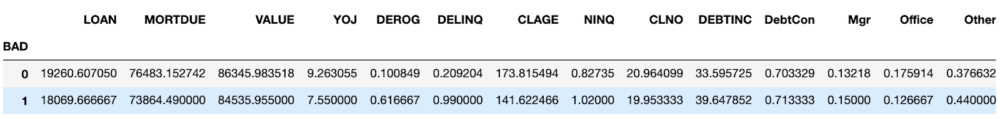 LOAN MORTDUE VALUE YOJ DEROG DELINQ CLAGE NINQ CLNO DEBTINC DebtCon Mgr Office Other
BAD
0 19260.607050 76483.152742 86345.983518 9.263055 0.100849 0.209204 173.815494 0.82735 20.964099 33.595725 0.703329 0.13218 0.175914 0.376632
1 18069.666667 73864.490000 84535.955000 7.550000 0.616667 0.990000 141.622466 1.02000 19.953333 39.647852 0.713333 0.15000 0.126667 0.440000